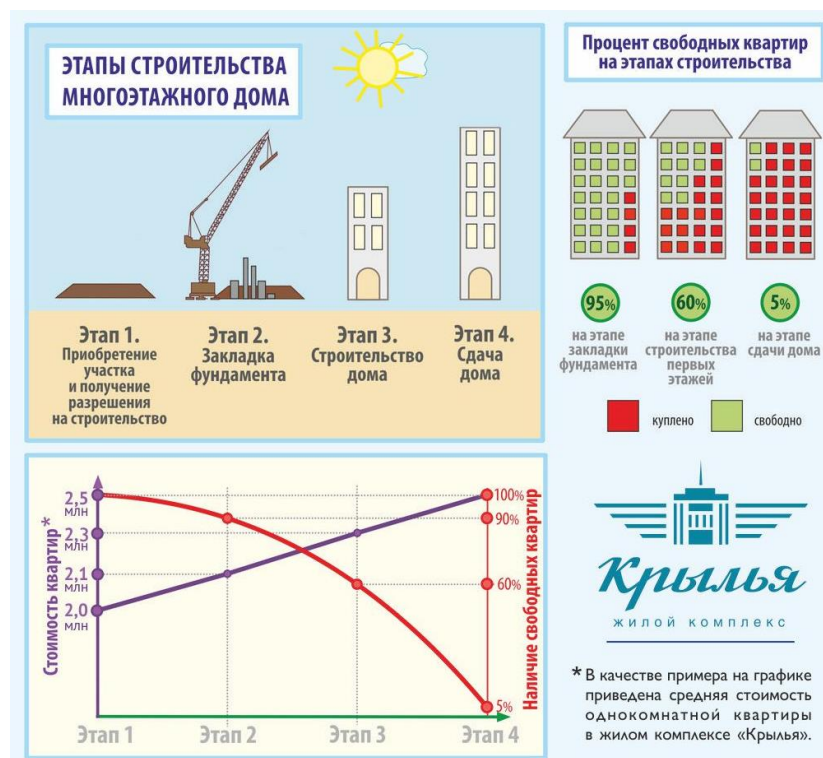 ЭТАПЫ СТРОИТЕЛЬСТВА
МНОГОЭТАЖНОГО ДОМА
Этап 1.
Приобретение
участка
и получение
разрешения
на строительство
Этап 2.
Закладка
фундамента
Этап 3.
Строительство
дома
Этап 4.
Сдача
дома
Процент свободных квартир
на этапах строительства
95%
на этапе
закладки
фундамента
60%
на этапе
строительства
первых
этажей
5%
на этапе
сдачи дома
куплено
свободно
Стоимость квартир*
2,5
млн
2,3
млн
2,1
млн
2,0
млн
100%
90%
60%
5%
Наличие свободных квартир
Этап 1
Этап 2
Этап 3
Этап 4
Крылья
ЖИЛОЙ КОМПЛЕКС
* В качестве примера на графике
приведена средняя стоимость
однокомнатной квартиры
в жилом комплексе «Крылья».